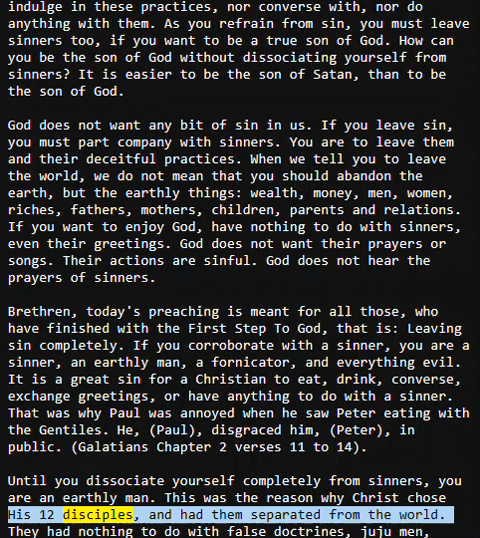 indulge in these practices, nor converse with, nor do
anything with them. As you refrain from sin, you must leave
sinners too, if you want to be a true son of God. How can
you be the son of God without dissociating yourself from
sinners? It is easier to be the son of Satan, than to be
the son of God.
God does not want any bit of sin in us. If you leave sin,
you must part company with sinners. You are to leave them
and their deceitful practices. When we tell you to leave
the world, we do not mean that you should abandon the
earth, but the earthly things: wealth, money, men, women,
riches, fathers, mothers, children, parents and relations.
If you want to enjoy God, have nothing to do with sinners,
even their greetings. God does not want their prayers or
songs. Their actions are sinful. God does not hear the
prayers of sinners.
Brethren, today's preaching is meant for all those, who
have finished with the First Step To God, that is: Leaving
sin completely. If you corroborate with a sinner, you are a
sinner, an earthly man, a fornicator, and everything evil.
It is a great sin for a Christian to eat, drink, converse,
exchange greetings, or have anything to do with a sinner.
That was why Paul was annoyed when he saw Peter eating with
the Gentiles. He, (Paul), disgraced him, (Peter), in
public. (Galatians Chapter 2 verses 11 to 14).
Until you dissociate yourself completely from sinners, you
are an earthly man. This was the reason why Christ chose
His 12 disciples, and had them separated from the world.
They had nothing to do with false doctrines, juju men,